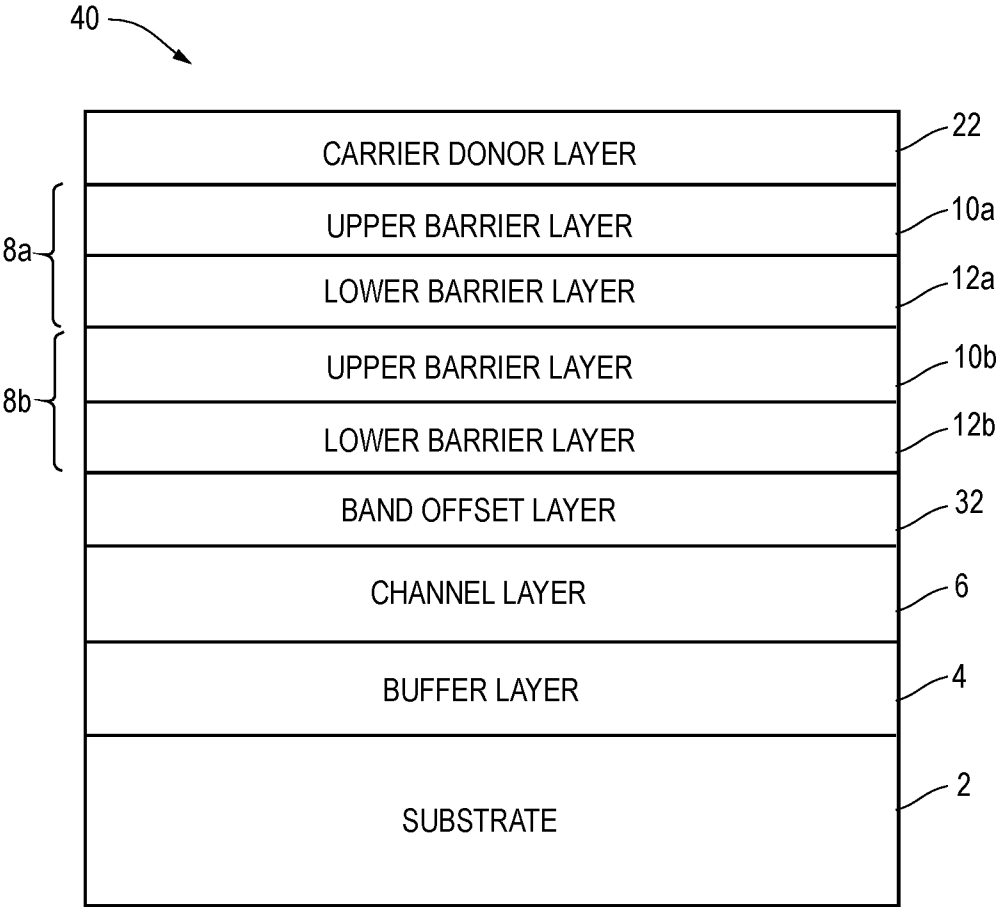 40
CARRIER DONOR LAYER 22
8a
UPPER BARRIER LAYER 10a
LOWER BARRIER LAYER 12a
8b
UPPER BARRIER LAYER 10b
LOWER BARRIER LAYER 12b
BAND OFFSET LAYER 32
CHANNEL LAYER 6
BUFFER LAYER 4
SUBSTRATE 2